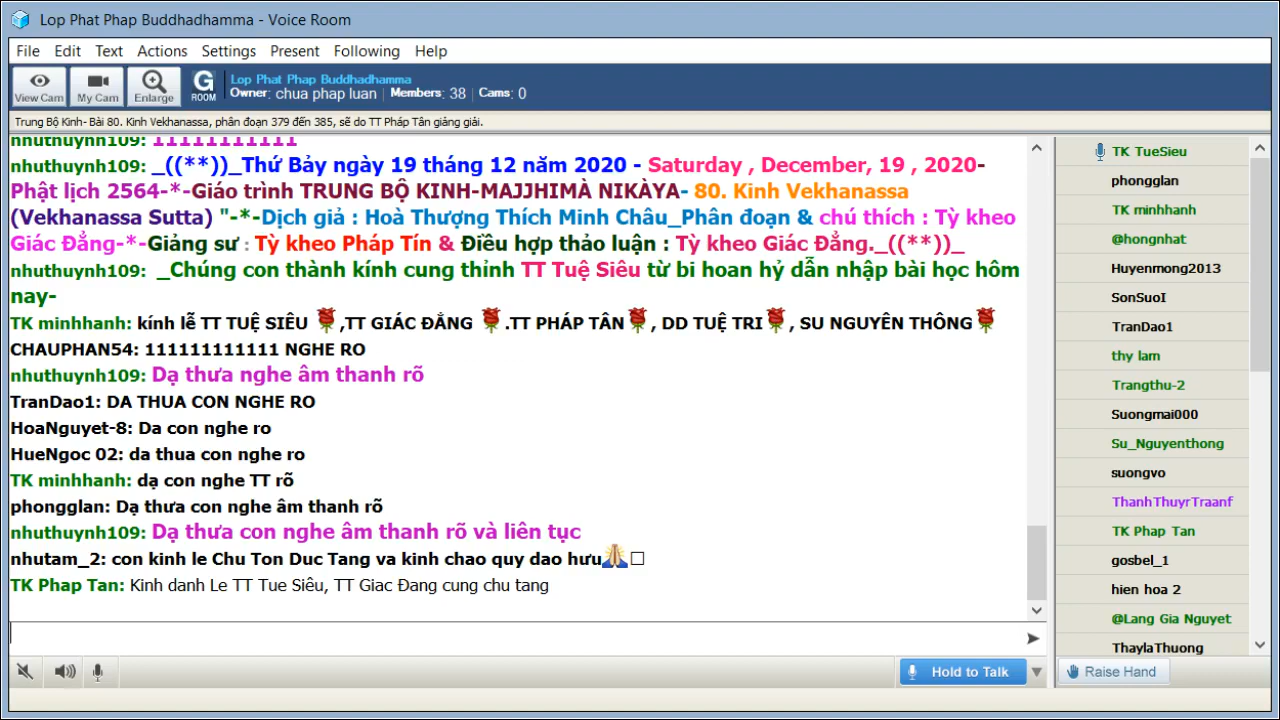 Lop Phat Phap Buddhadhamma - Voice Room
File Edit Text Actions Settings Present Following Help
View Cam My Cam Enlarge G ROOM
Lop Phat Phap Buddhadhamma
Owner: chua phap luan | Members: 38 | Cams: 0
Trung Bộ Kinh- Bài 80. Kinh Vekhanassa, phân đoạn 379 đến 385, sẽ do TT Pháp Tân giảng giải.
nhuthuynh109: 11111111111
nhuthuynh109: _((**))_Thứ Bảy ngày 19 tháng 12 năm 2020 - Saturday , December, 19 , 2020-
Phật lịch 2564-*-Giáo trình TRUNG BỘ KINH-MAJJHIMÀ NIKÀYA- 80. Kinh Vekhanassa
(Vekhanassa Sutta) "-*-Dịch giả : Hoà Thượng Thích Minh Châu_Phân đoạn & chú thích : Tỳ kheo
Giác Đẳng-*-Giảng sư : Tỳ kheo Pháp Tín & Điều hợp thảo luận : Tỳ kheo Giác Đẳng._((**))_
nhuthuynh109: _Chúng con thành kính cung thỉnh TT Tuệ Siêu từ bi hoan hỷ dẫn nhập bài học hôm
nay-
TK minhhanh: kính lễ TT TUỆ SIÊU 🌹,TT GIÁC ĐẲNG 🌹.TT PHÁP TÂN🌹, DD TUỆ TRI🌹, SU NGUYÊN THÔNG🌹
CHAUPHAN54: 111111111111 NGHE RO
nhuthuynh109: Dạ thưa nghe âm thanh rõ
TranDao1: DA THUA CON NGHE RO
HoaNguyet-8: Da con nghe ro
HueNgoc 02: da thua con nghe ro
TK minhhanh: dạ con nghe TT rõ
phongglan: Dạ thưa con nghe âm thanh rõ
nhuthuynh109: Dạ thưa con nghe âm thanh rõ và liên tục
nhutam_2: con kinh le Chu Ton Duc Tang va kinh chao quy dao hưu🙏□
TK Phap Tan: Kinh danh Le TT Tue Siêu, TT Giac Đang cung chu tang
Hold to Talk
TK TueSieu
phongglan
TK minhhanh
@hongnhat
Huyenmong2013
SonSuoI
TranDao1
thy lam
Trangthu-2
Suongmai000
Su_Nguyenthong
suongvo
ThanhThuyrTraanf
TK Phap Tan
gosbel_1
hien hoa 2
@Lang Gia Nguyet
ThaylaThuong
Raise Hand